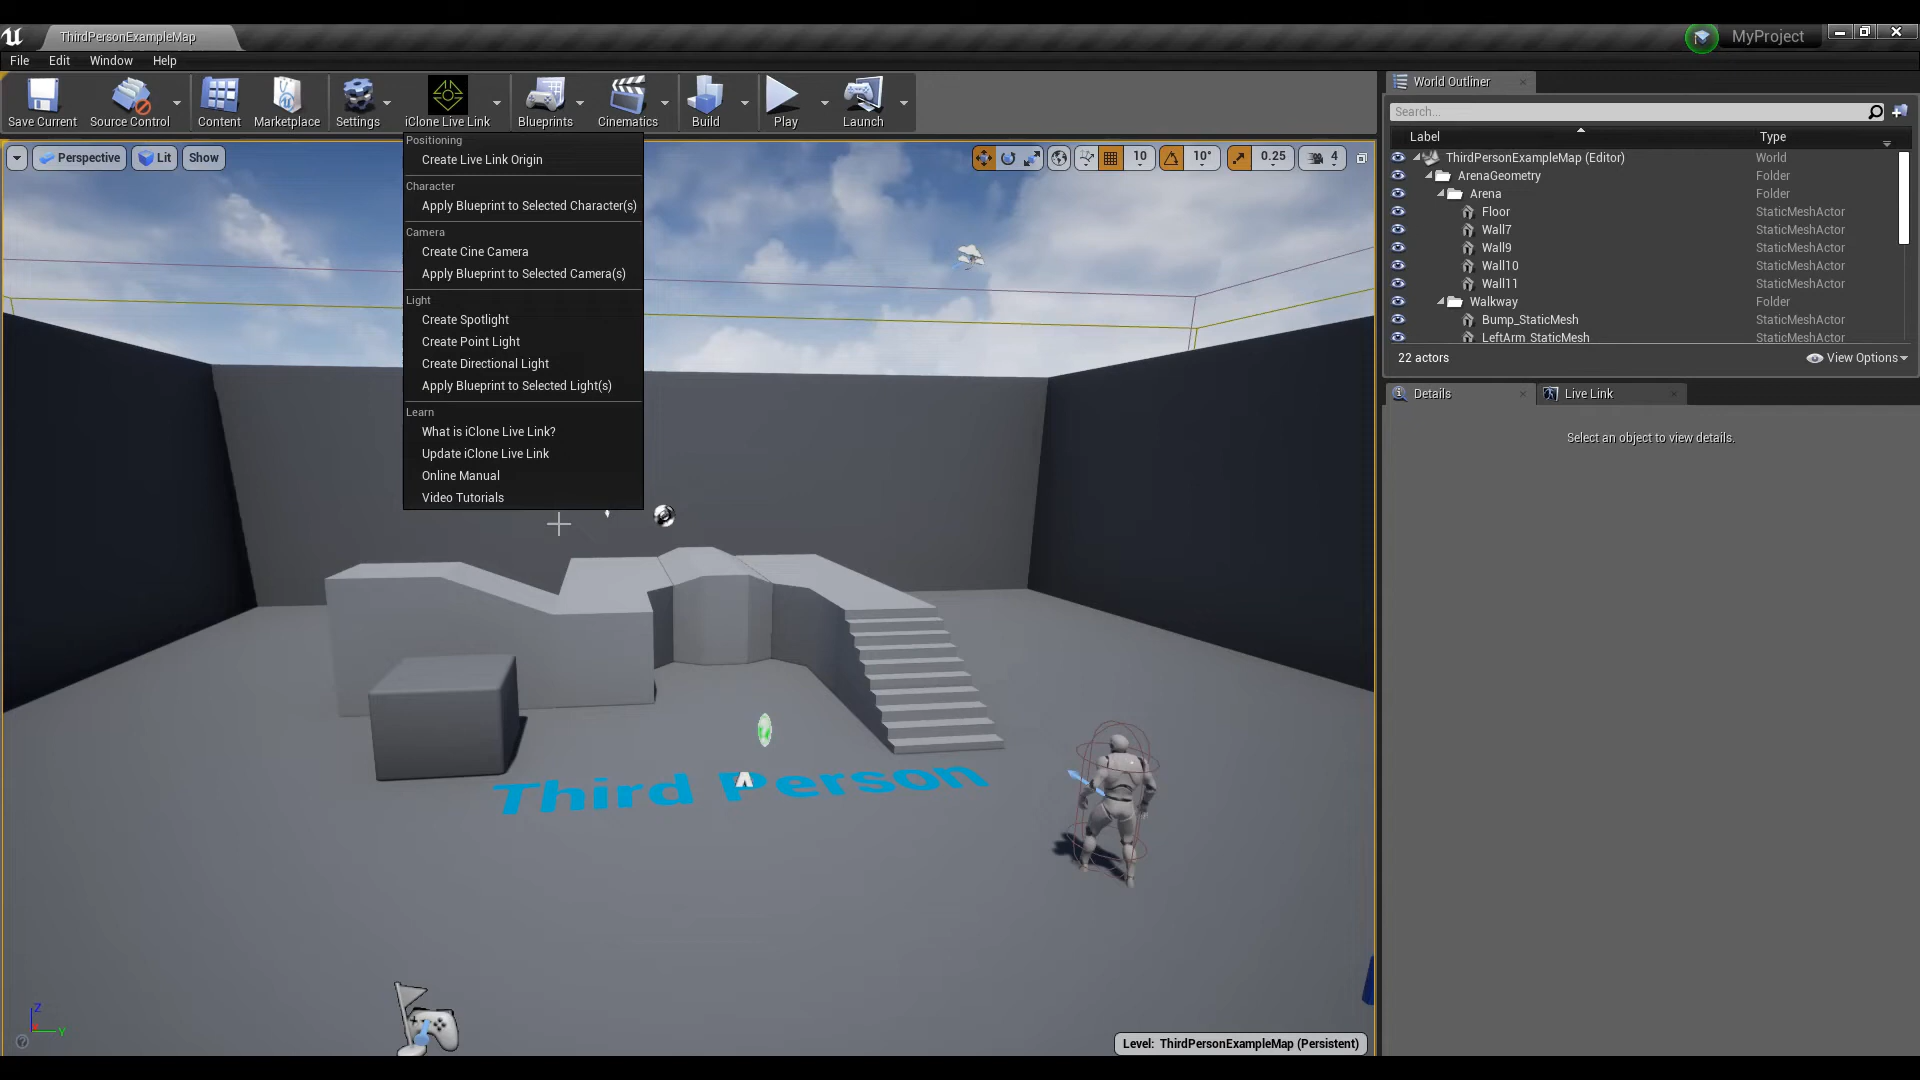 ThirdPersonExampleMap
MyProject
File Edit Window Help
Save Current
Source Control
Content
Marketplace
Settings
iClone Live Link
Blueprints
Cinematics
Build
Play
Launch
Perspective
Lit
Show
10
10°
0.25
4
Positioning
Create Live Link Origin
Character
Apply Blueprint to Selected Character(s)
Camera
Create Cine Camera
Apply Blueprint to Selected Camera(s)
Light
Create Spotlight
Create Point Light
Create Directional Light
Apply Blueprint to Selected Light(s)
Learn
What is iClone Live Link?
Update iClone Live Link
Online Manual
Video Tutorials
Third Person
Z
Y
Level: ThirdPersonExampleMap (Persistent)
World Outliner
Search...
Label Type
ThirdPersonExampleMap (Editor) World
ArenaGeometry Folder
Arena Folder
Floor StaticMeshActor
Wall7 StaticMeshActor
Wall9 StaticMeshActor
Wall10 StaticMeshActor
Wall11 StaticMeshActor
Walkway Folder
Bump_StaticMesh StaticMeshActor
LeftArm_StaticMesh StaticMeshActor
22 actors
View Options
Details
Live Link
Select an object to view details.